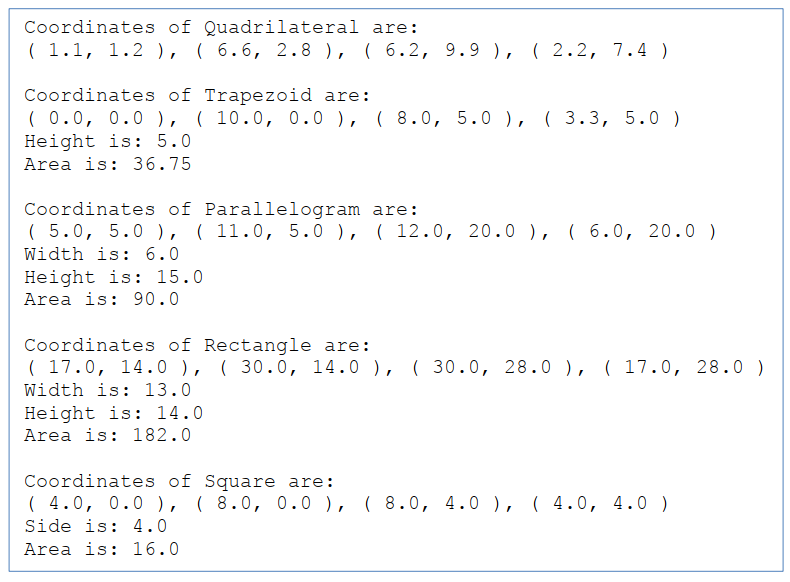 Coordinates of Quadrilateral are:
( 1.1, 1.2 ), ( 6.6, 2.8 ), ( 6.2, 9.9 ), ( 2.2, 7.4 )
Coordinates of Trapezoid are:
( 0.0, 0.0 ), ( 10.0, 0.0 ), ( 8.0, 5.0 ), ( 3.3, 5.0 )
Height is: 5.0
Area is: 36.75
Coordinates of Parallelogram are:
( 5.0, 5.0 ), ( 11.0, 5.0 ), ( 12.0, 20.0 ), ( 6.0, 20.0 )
Width is: 6.0
Height is: 15.0
Area is: 90.0
Coordinates of Rectangle are:
( 17.0, 14.0 ), ( 30.0, 14.0 ), ( 30.0, 28.0 ), ( 17.0, 28.0 )
Width is: 13.0
Height is: 14.0
Area is: 182.0
Coordinates of Square are:
( 4.0, 0.0 ), ( 8.0, 0.0 ), ( 8.0, 4.0 ), ( 4.0, 4.0 )
Side is: 4.0
Area is: 16.0